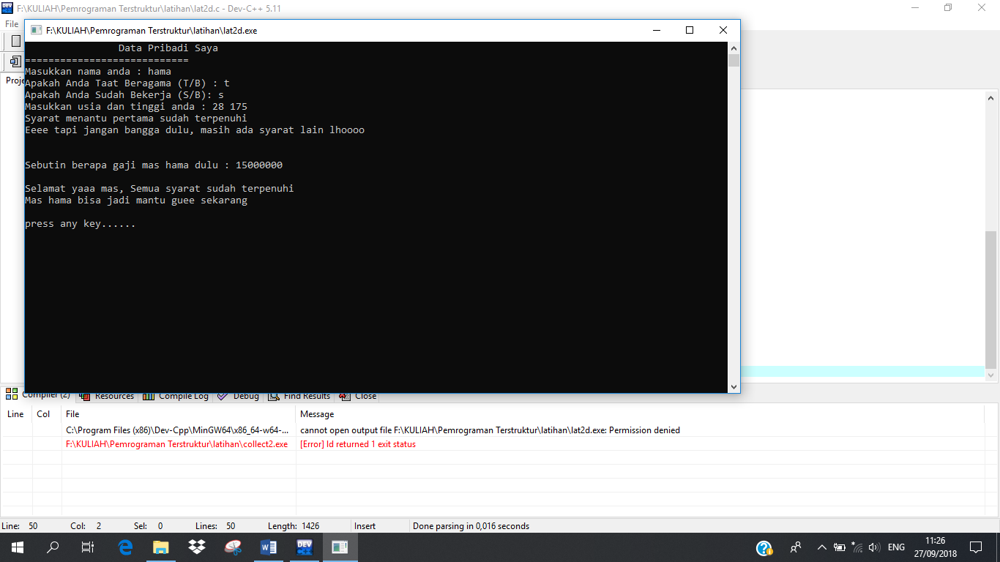 F:\KULIAH\Pemrograman Terstruktur\latihan\lat2d.c - Dev-C++ 5.11
File
F:\KULIAH\Pemrograman Terstruktur\latihan\lat2d.exe
Proje
Data Pribadi Saya
============================
Masukkan nama anda : hama
Apakah Anda Taat Beragama (T/B) : t
Apakah Anda Sudah Bekerja (S/B): s
Masukkan usia dan tinggi anda : 28 175
Syarat menantu pertama sudah terpenuhi
Eeee tapi jangan bangga dulu, masih ada syarat lain lhoooo
Sebutin berapa gaji mas hama dulu : 15000000
Selamat yaaa mas, Semua syarat sudah terpenuhi
Mas hama bisa jadi mantu guee sekarang
press any key......
Compiler (2) Resources Compile Log Debug Find Results Close
Line Col File Message
C:\Program Files (x86)\Dev-Cpp\MinGW64\x86_64-w64-... cannot open output file F:\KULIAH\Pemrograman Terstruktur\latihan\lat2d.exe: Permission denied
F:\KULIAH\Pemrograman Terstruktur\latihan\collect2.exe [Error] ld returned 1 exit status
Line: 50 Col: 2 Sel: 0 Lines: 50 Length: 1426 Insert Done parsing in 0,016 seconds
DEV
ENG
11:26
27/09/2018